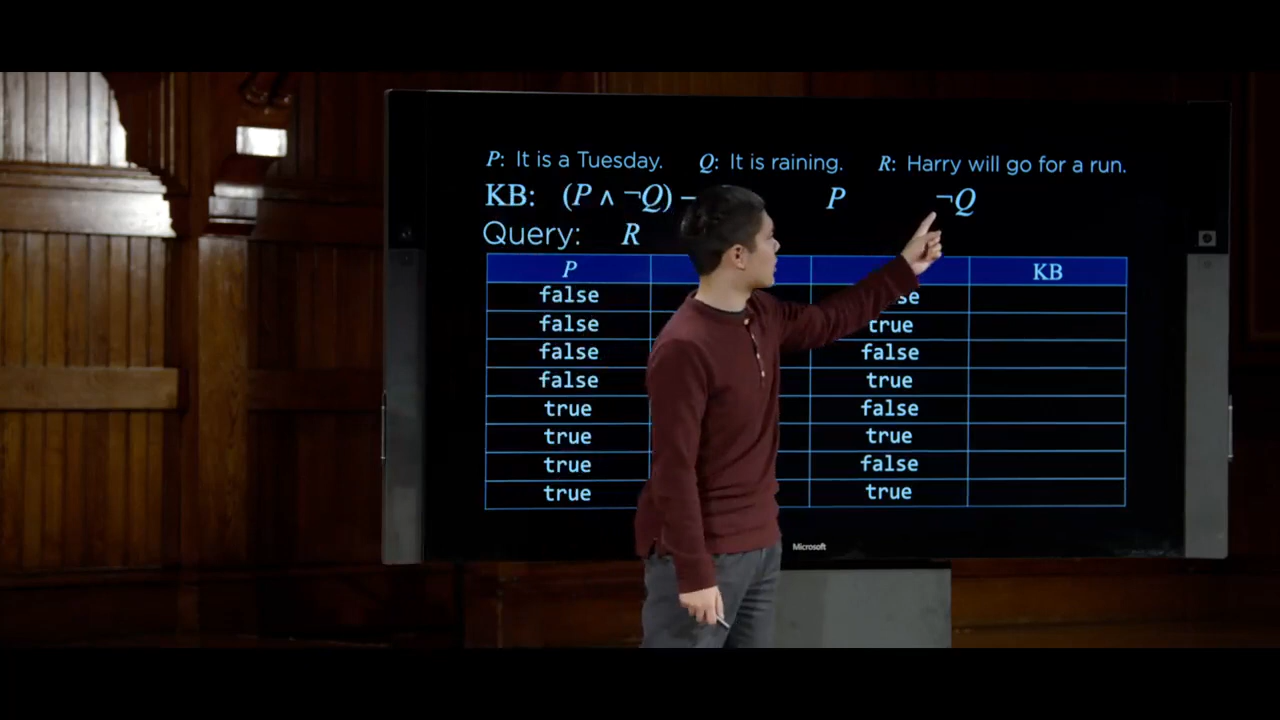 P: It is a Tuesday. Q: It is raining. R: Harry will go for a run.
KB: (P ∧ ¬Q) P ¬Q
Query: R
P KB
false
false true
false false
false true
true false
true true
true false
true true
Microsoft